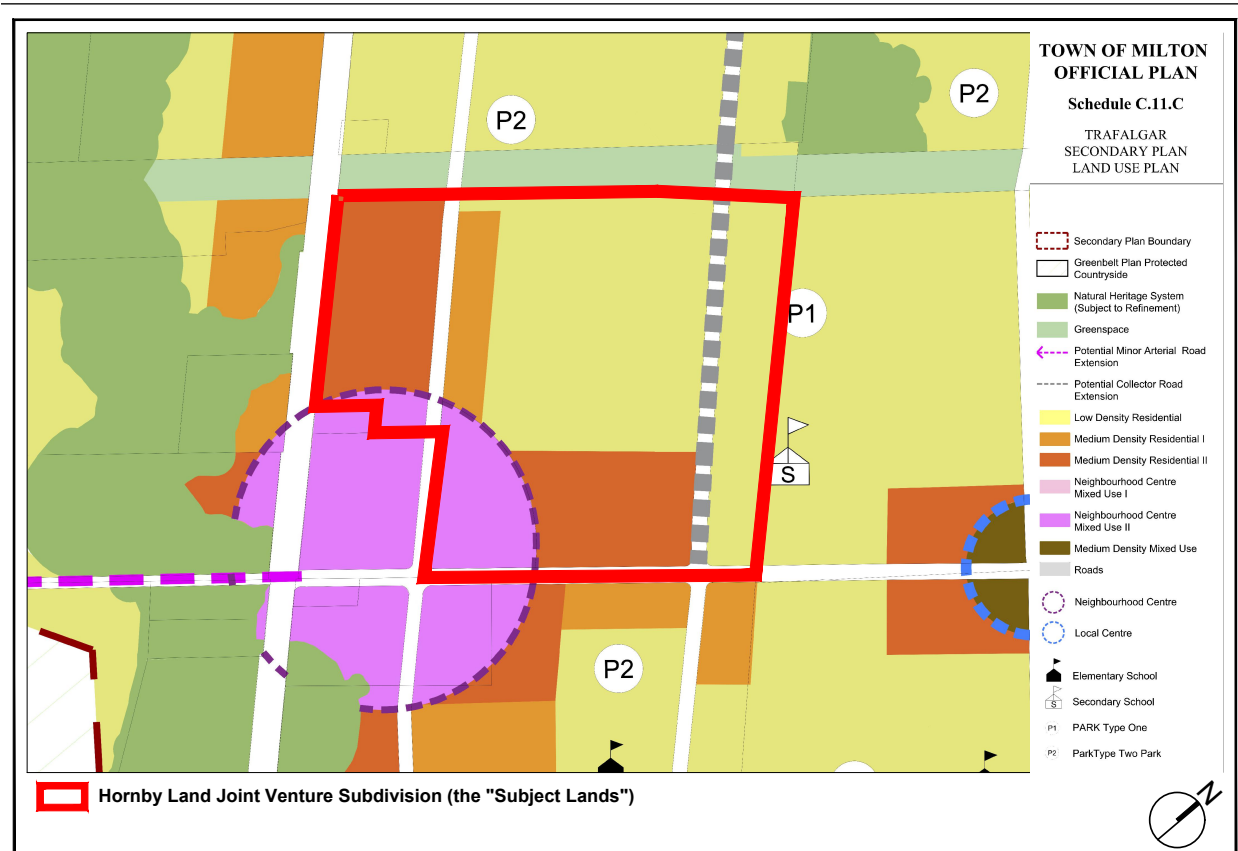 TOWN OF MILTON
OFFICIAL PLAN
Schedule C.11.C
TRAFALGAR
SECONDARY PLAN
LAND USE PLAN
Secondary Plan Boundary
Greenbelt Plan Protected
Countryside
Natural Heritage System
(Subject to Refinement)
Greenspace
Potential Minor Arterial Road
Extension
Potential Collector Road
Extension
Low Density Residential
Medium Density Residential I
Medium Density Residential II
Neighbourhood Centre
Mixed Use I
Neighbourhood Centre
Mixed Use II
Medium Density Mixed Use
Roads
Neighbourhood Centre
Local Centre
Elementary School
S Secondary School
P1 PARK Type One
P2 ParkType Two Park
P2
P2
P1
S
P2
Hornby Land Joint Venture Subdivision (the "Subject Lands")
N